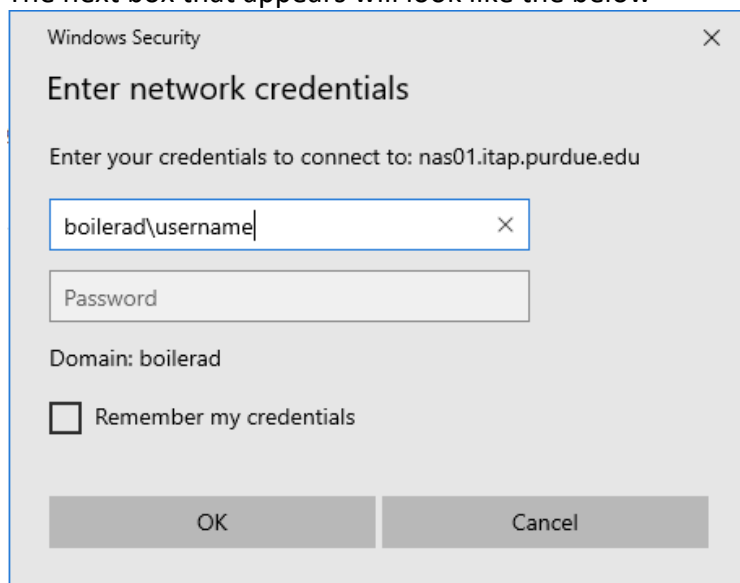 The next box that appears will look like the below
Windows Security
Enter network credentials
Enter your credentials to connect to: nas01.itap.purdue.edu
boilerad\username
Password
Domain: boilerad
Remember my credentials
OK Cancel